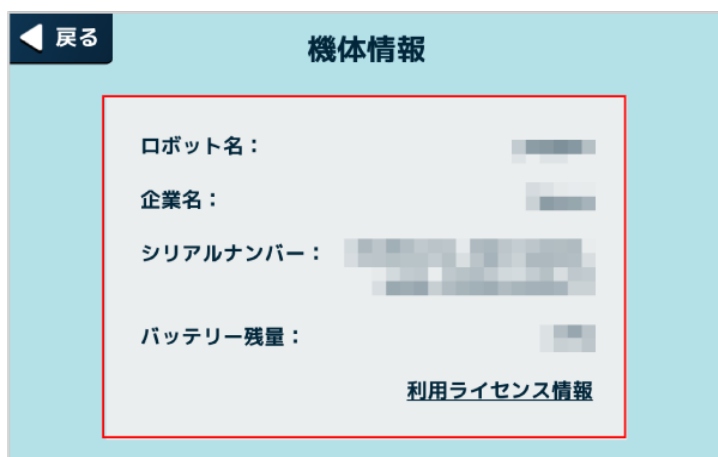 戻る
機体情報
ロボット名：
企業名：
シリアルナンバー：
バッテリー残量：
利用ライセンス情報